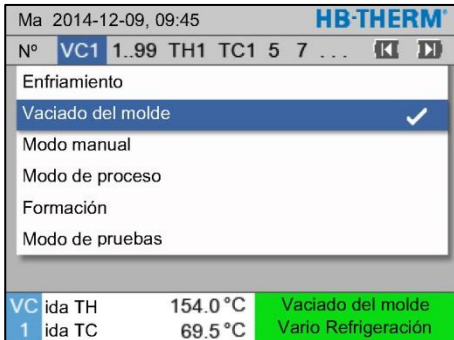 Ma 2014-12-09, 09:45 HB-THERM®
Nº VC1 1..99 TH1 TC1 5 7 ...
Enfriamiento
Vaciado del molde
Modo manual
Modo de proceso
Formación
Modo de pruebas
VC ida TH 154.0 °C Vaciado del molde
1 ida TC 69.5 °C Vario Refrigeración